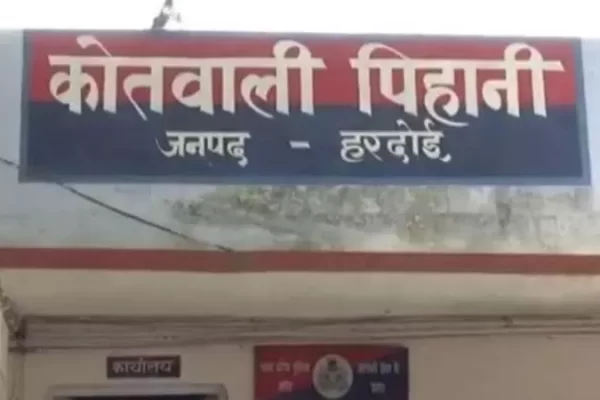 कोतवाली पिहानी
जनपद - हरदोई
कार्यालय